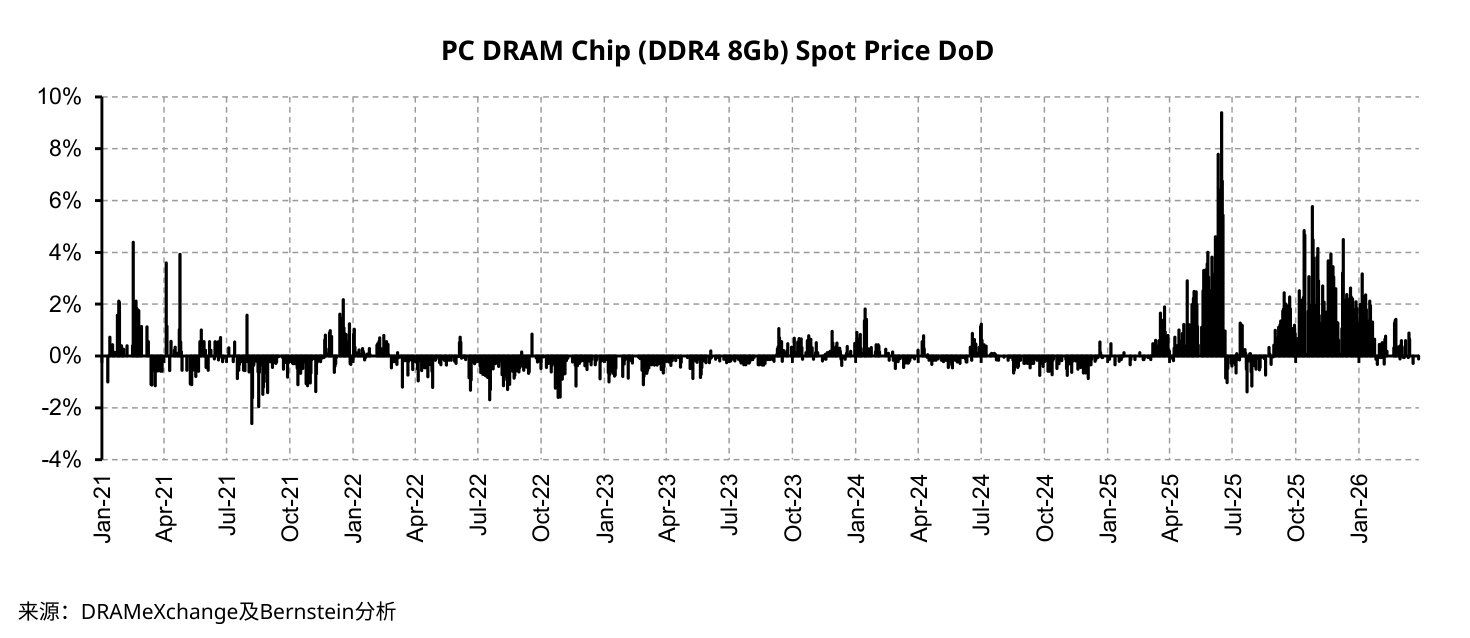 PC DRAM Chip (DDR4 8Gb) Spot Price DoD
10%
8%
6%
4%
2%
0%
-2%
-4%
Jan-21
Apr-21
Jul-21
Oct-21
Jan-22
Apr-22
Jul-22
Oct-22
Jan-23
Apr-23
Jul-23
Oct-23
Jan-24
Apr-24
Jul-24
Oct-24
Jan-25
Apr-25
Jul-25
Oct-25
Jan-26
来源：DRAMeXchange及Bernstein分析